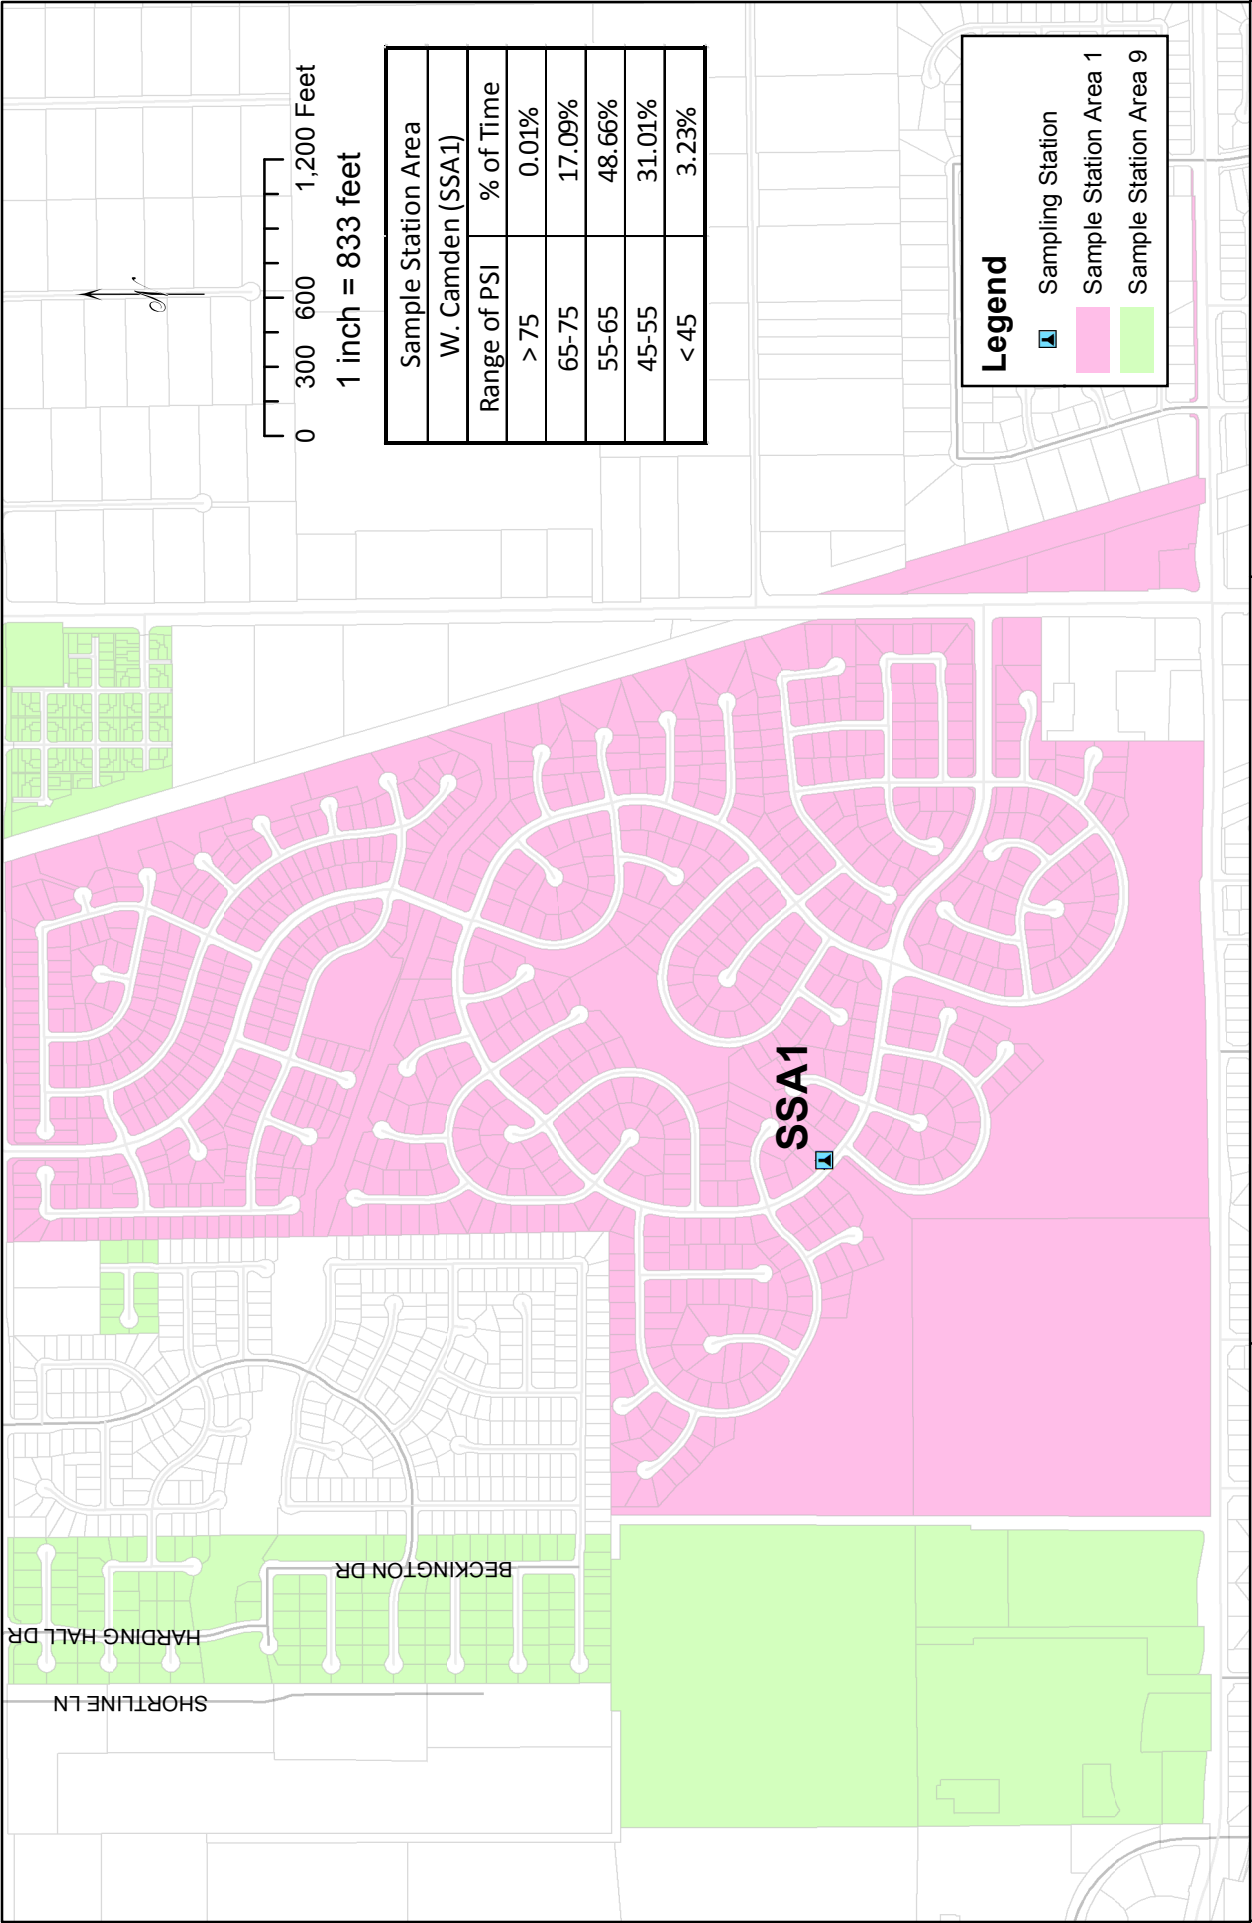 HARDING HALL DR
SHORTLINE LN
BECKINGTON DR
SSA1
0 300 600 1,200 Feet
1 inch = 833 feet
Sample Station Area
W. Camden (SSA1)
Range of PSI % of Time
> 75 0.01%
65-75 17.09%
55-65 48.66%
45-55 31.01%
< 45 3.23%
Legend
Sampling Station
Sample Station Area 1
Sample Station Area 9